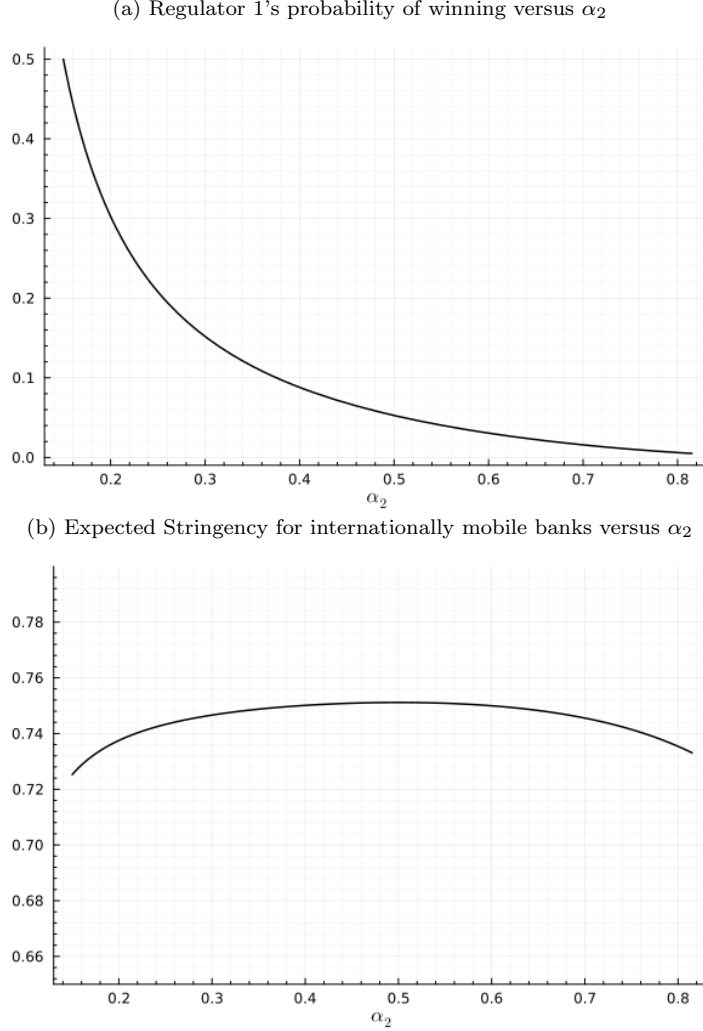 (a) Regulator 1's probability of winning versus α₂
0.5
0.4
0.3
0.2
0.1
0.0
0.2 0.3 0.4 0.5 0.6 0.7 0.8
α₂
(b) Expected Stringency for internationally mobile banks versus α₂
0.78
0.76
0.74
0.72
0.70
0.68
0.66
0.2 0.3 0.4 0.5 0.6 0.7 0.8
α₂